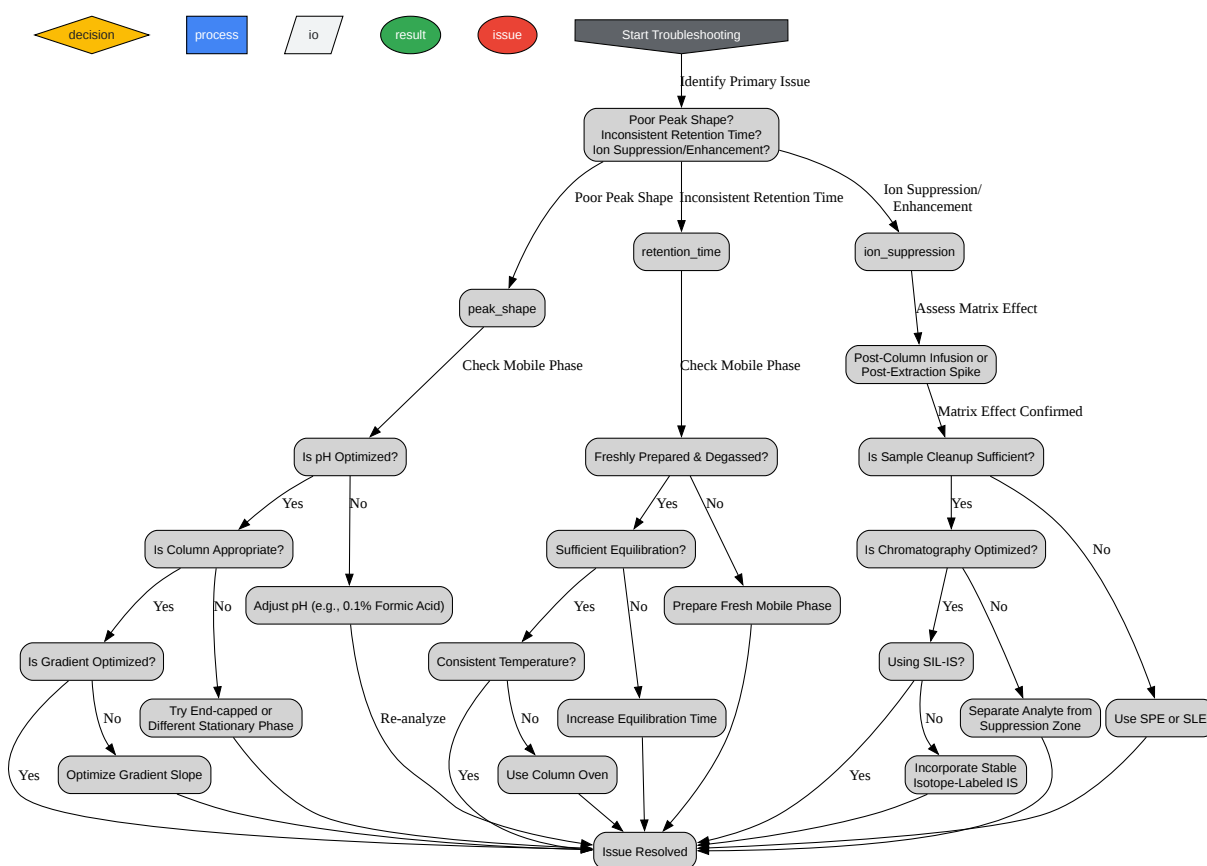 decision
process
io
result
issue
Start Troubleshooting
Identify Primary Issue
Poor Peak Shape?
Inconsistent Retention Time?
Ion Suppression/Enhancement?
Poor Peak Shape
Inconsistent Retention Time
Ion Suppression/
Enhancement
retention_time
ion_suppression
peak_shape
Assess Matrix Effect
Check Mobile Phase
Check Mobile Phase
Post-Column Infusion or
Post-Extraction Spike
Matrix Effect Confirmed
Is pH Optimized?
Freshly Prepared & Degassed?
Is Sample Cleanup Sufficient?
Yes
No
Yes
No
Yes
Is Column Appropriate?
Sufficient Equilibration?
Is Chromatography Optimized?
No
Adjust pH (e.g., 0.1% Formic Acid)
Prepare Fresh Mobile Phase
Yes
No
Yes
No
Yes
No
Is Gradient Optimized?
Consistent Temperature?
Using SIL-IS?
Try End-capped or
Different Stationary Phase
Re-analyze
Increase Equilibration Time
Separate Analyte from
Suppression Zone
Use SPE or SLE
No
No
No
Yes
Optimize Gradient Slope
Yes
Use Column Oven
Yes
Incorporate Stable
Isotope-Labeled IS
Issue Resolved